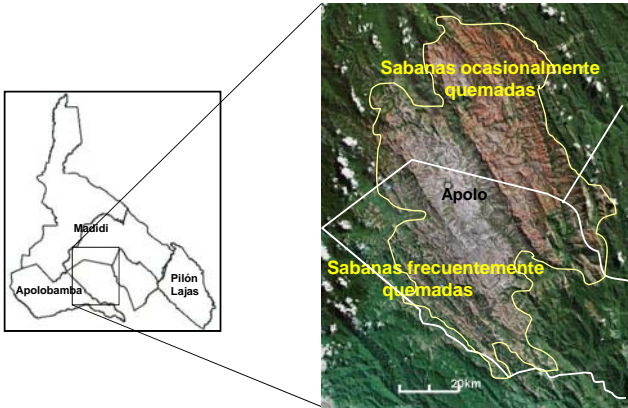 Madidi
Apolobamba
Pilón
Lajas
Sabanas ocasionalmente
quemadas
Apolo
Sabanas frecuentemente
quemadas
20km